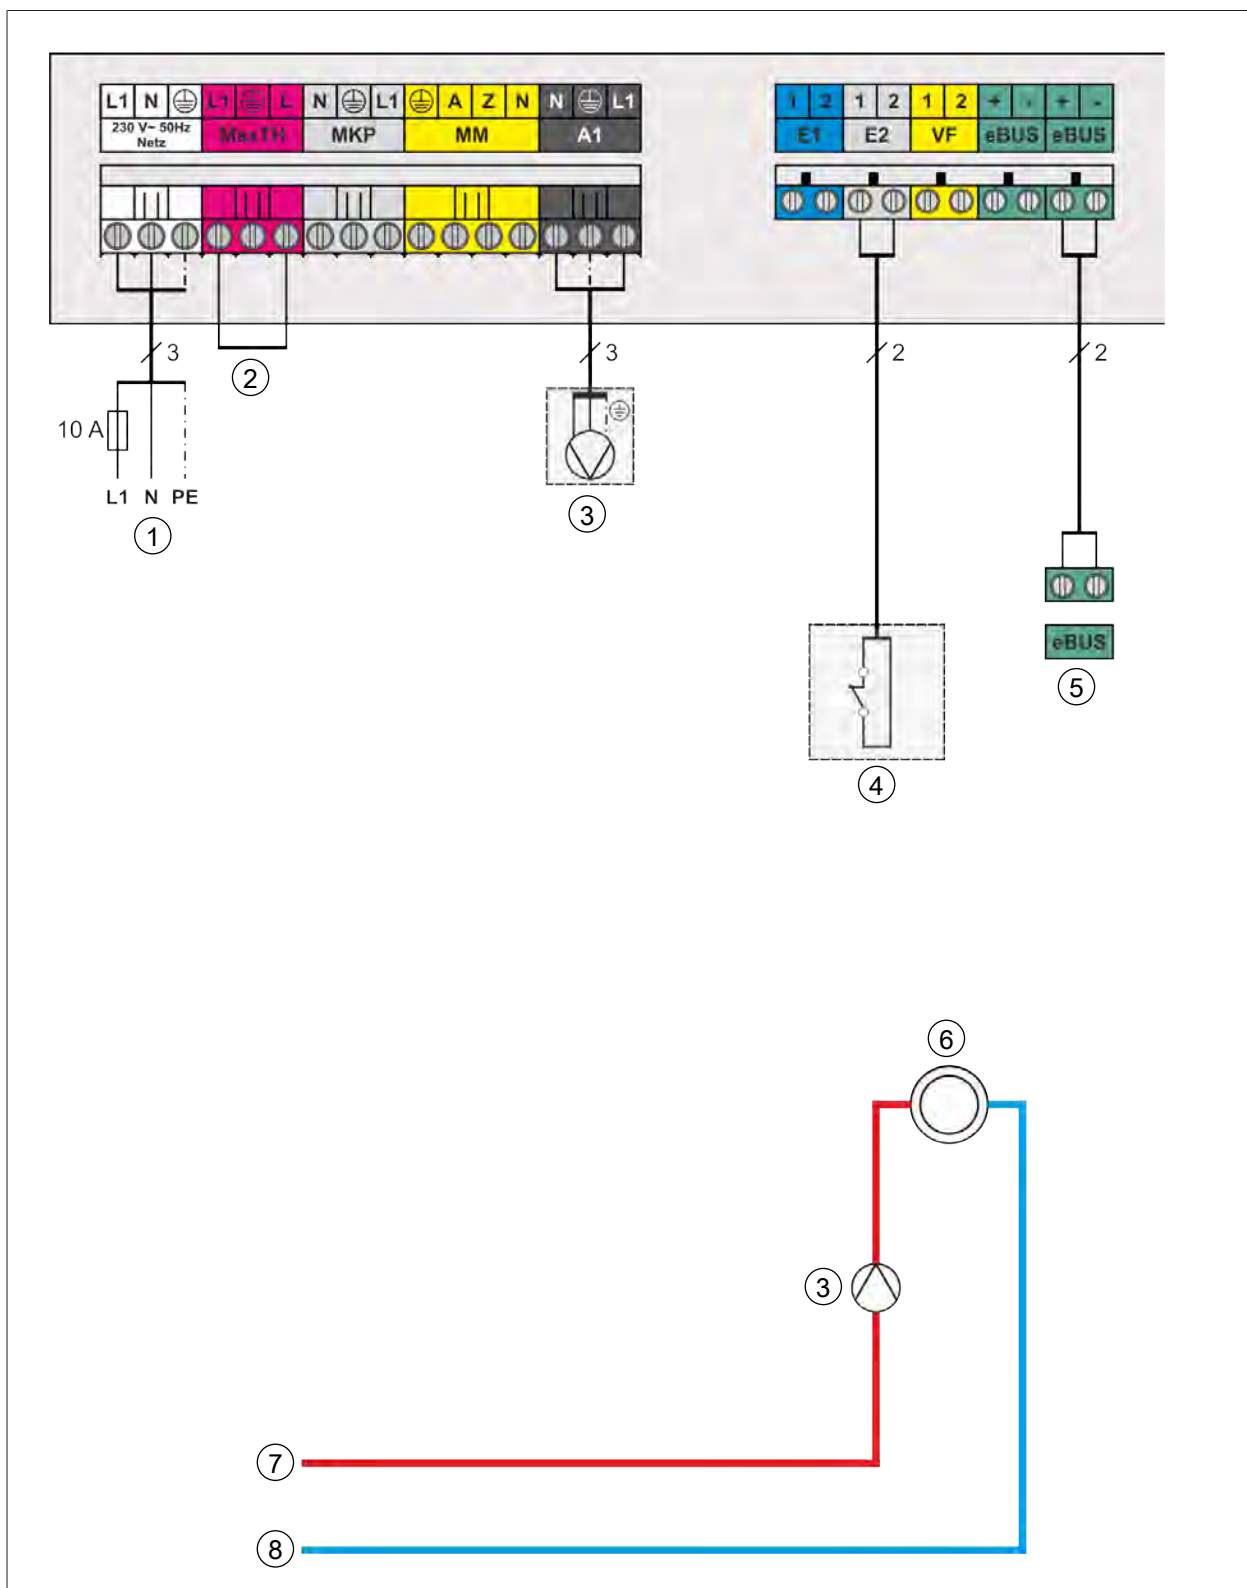 L1 N L1 L N L1 A Z N N L1
230 V~ 50Hz
Netz
MaxTH MKP MM A1
1 2 1 2 1 2 + - + -
E1 E2 VF eBUS eBUS
3
2
3
2
2
10 A
L1 N PE
1
3
eBUS
5
4
6
3
7
8